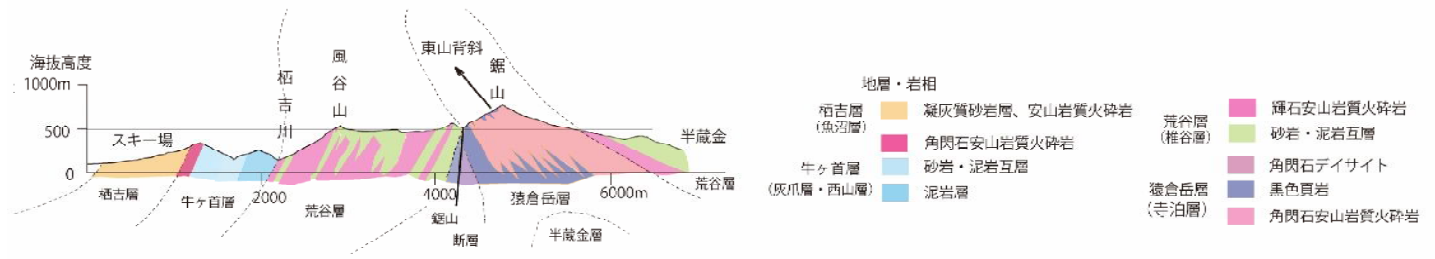 海抜高度
1000m
500
0
スキー場
栖吉川
風谷山
東山背斜
鋸山
半蔵金
栖吉層
牛ヶ首層
2000
荒谷層
4000
鋸山
断層
猿倉岳層
6000m
半蔵金層
荒谷層
地層・岩相
栖吉層
(魚沼層)
凝灰質砂岩層、安山岩質火砕岩
角閃石安山岩質火砕岩
牛ヶ首層
(灰爪層・西山層)
砂岩・泥岩互層
泥岩層
荒谷層
(椎谷層)
輝石安山岩質火砕岩
砂岩・泥岩互層
角閃石デイサイト
猿倉岳層
(寺泊層)
黒色頁岩
角閃石安山岩質火砕岩